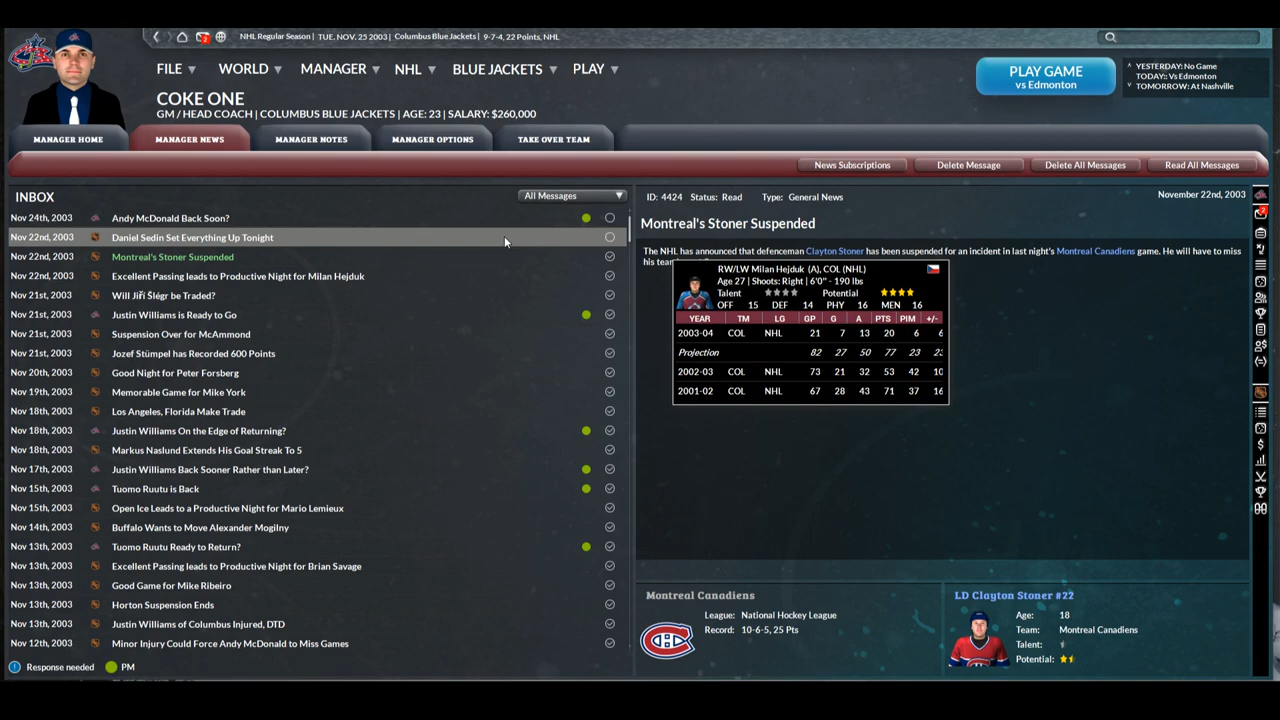 NHL Regular Season | TUE. NOV. 25 2003 | Columbus Blue Jackets | 9-7-4, 22 Points, NHL
FILE WORLD MANAGER NHL BLUE JACKETS PLAY
PLAY GAME
vs Edmonton
YESTERDAY: No Game
TODAY:: Vs Edmonton
TOMORROW: At Nashville
COKE ONE
GM / HEAD COACH | COLUMBUS BLUE JACKETS | AGE: 23 | SALARY: $260,000
MANAGER HOME MANAGER NEWS MANAGER NOTES MANAGER OPTIONS TAKE OVER TEAM
News Subscriptions Delete Message Delete All Messages Read All Messages
INBOX All Messages
Nov 24th, 2003 Andy McDonald Back Soon?
Nov 22nd, 2003 Daniel Sedin Set Everything Up Tonight
Nov 22nd, 2003 Montreal's Stoner Suspended
Nov 22nd, 2003 Excellent Passing leads to Productive Night for Milan Hejduk
Nov 21st, 2003 Will Jiří Šlégr be Traded?
Nov 21st, 2003 Justin Williams is Ready to Go
Nov 21st, 2003 Suspension Over for McAmmond
Nov 21st, 2003 Jozef Stümpel has Recorded 600 Points
Nov 20th, 2003 Good Night for Peter Forsberg
Nov 19th, 2003 Memorable Game for Mike York
Nov 18th, 2003 Los Angeles, Florida Make Trade
Nov 18th, 2003 Justin Williams On the Edge of Returning?
Nov 18th, 2003 Markus Naslund Extends His Goal Streak To 5
Nov 17th, 2003 Justin Williams Back Sooner Rather than Later?
Nov 15th, 2003 Tuomo Ruutu is Back
Nov 15th, 2003 Open Ice Leads to a Productive Night for Mario Lemieux
Nov 14th, 2003 Buffalo Wants to Move Alexander Mogilny
Nov 13th, 2003 Tuomo Ruutu Ready to Return?
Nov 13th, 2003 Excellent Passing leads to Productive Night for Brian Savage
Nov 13th, 2003 Good Game for Mike Ribeiro
Nov 13th, 2003 Horton Suspension Ends
Nov 13th, 2003 Justin Williams of Columbus Injured, DTD
Nov 12th, 2003 Minor Injury Could Force Andy McDonald to Miss Games
Response needed PM
ID: 4424 Status: Read Type: General News November 22nd, 2003
Montreal's Stoner Suspended
The NHL has announced that defenceman Clayton Stoner has been suspended for an incident in last night's Montreal Canadiens game. He will have to miss
his
RW/LW Milan Hejduk (A), COL (NHL)
Age 27 | Shoots: Right | 6'0" - 190 lbs
Talent Potential
OFF 15 DEF 14 PHY 16 MEN 16
YEAR TM LG GP G A PTS PIM +/-
2003-04 COL NHL 21 7 13 20 6
Projection 82 27 50 77 23
2002-03 COL NHL 73 21 32 53 42 10
2001-02 COL NHL 67 28 43 71 37 16
Montreal Canadiens
League: National Hockey League
Record: 10-6-5, 25 Pts
LD Clayton Stoner #22
Age: 18
Team: Montreal Canadiens
Talent:
Potential: